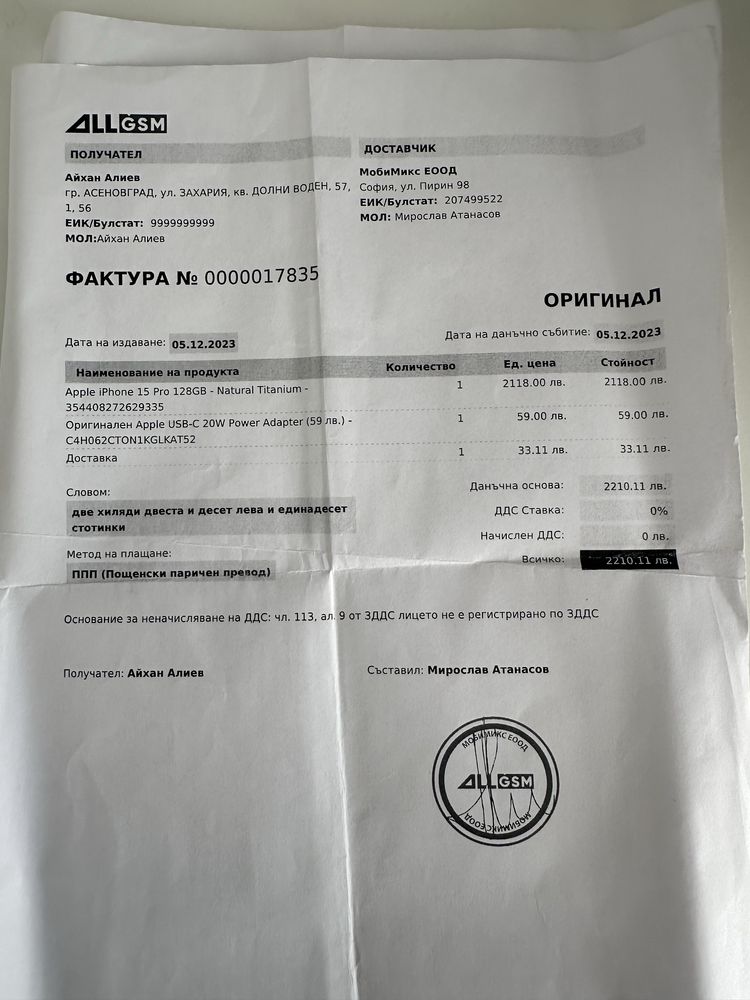 ALLGSM
ПОЛУЧАТЕЛ
Айхан Алиев
гр. АСЕНОВГРАД, ул. ЗАХАРИЯ, кв. ДОЛНИ ВОДЕН, 57,
1, 56
ЕИК/Булстат: 9999999999
МОЛ:Айхан Алиев
ДОСТАВЧИК
МобиМикс ЕООД
София, ул. Пирин 98
ЕИК/Булстат: 207499522
МОЛ: Мирослав Атанасов
ФАКТУРА № 0000017835
ОРИГИНАЛ
Дата на издаване: 05.12.2023
Дата на данъчно събитие: 05.12.2023
Наименование на продукта Количество Ед. цена Стойност
Apple iPhone 15 Pro 128GB - Natural Titanium - 1 2118.00 лв. 2118.00 лв.
354408272629335
Оригинален Apple USB-C 20W Power Adapter (59 лв.) - 1 59.00 лв. 59.00 лв.
C4H062CTON1KGLKAT52
Доставка 1 33.11 лв. 33.11 лв.
Словом:
две хиляди двеста и десет лева и единадесет
стотинки
Метод на плащане:
ППП (Пощенски паричен превод)
Данъчна основа: 2210.11 лв.
ДДС Ставка: 0%
Начислен ДДС: 0 лв.
Всичко: 2210.11 лв.
Основание за неначисляване на ДДС: чл. 113, ал. 9 от ЗДДС лицето не е регистрирано по ЗДДС
Получател: Айхан Алиев
Съставил: Мирослав Атанасов
МОБИМИКС ЕООД
ALLGSM
МОБИМИКС ЕООД